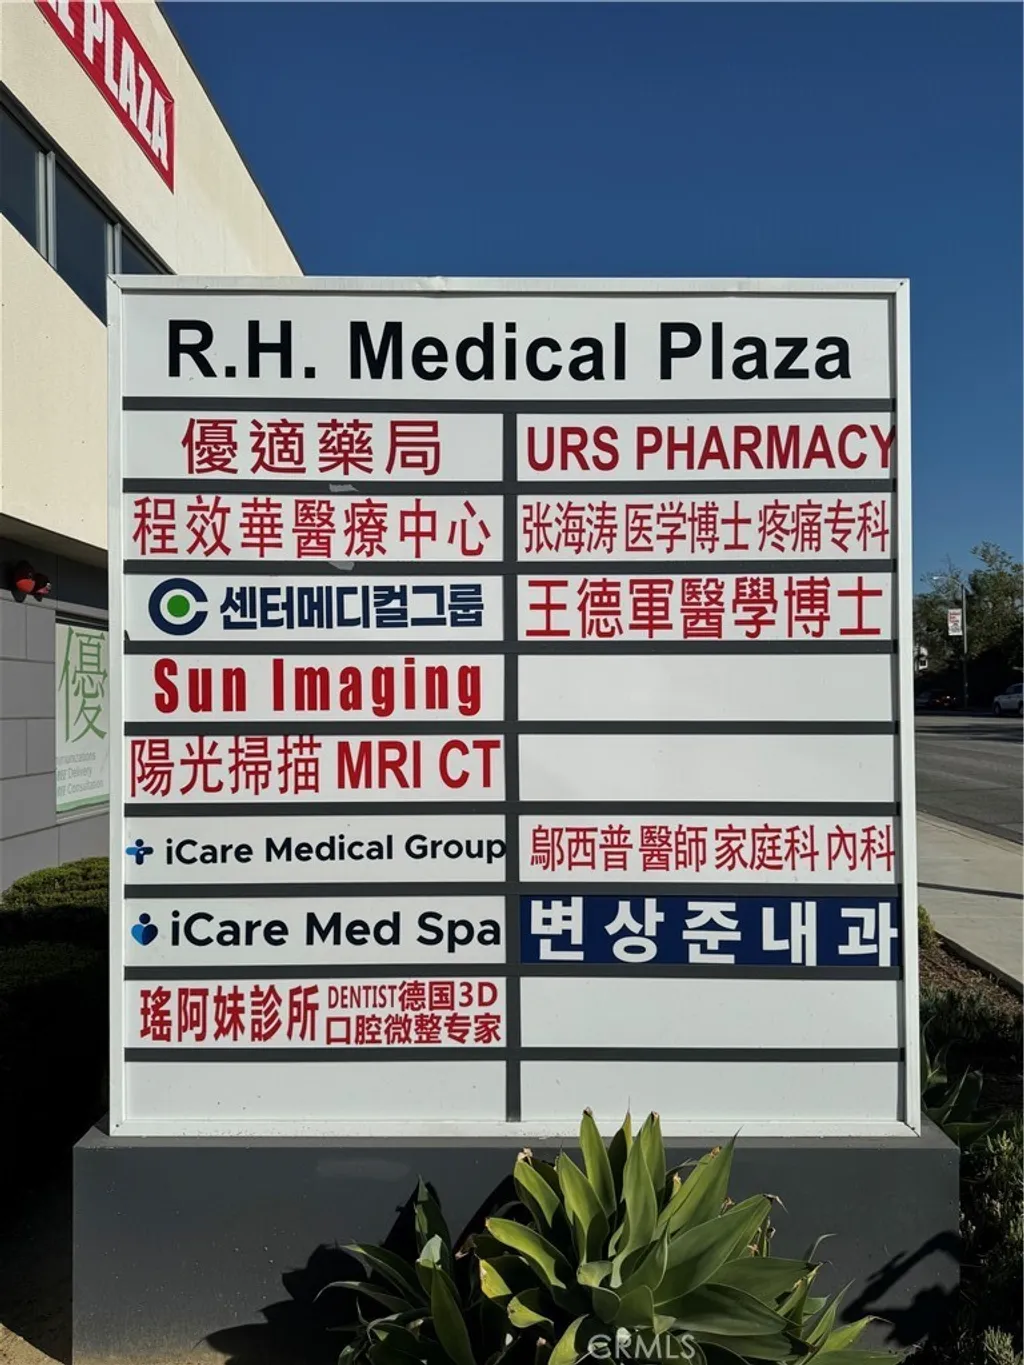 PLAZA
R.H. Medical Plaza
優適藥局
URS PHARMACY
程效華醫療中心
张海涛 医学博士 疼痛专科
센터메디컬그룹
王德軍醫學博士
Sun Imaging
陽光掃描 MRI CT
iCare Medical Group
鄔西普 醫師 家庭科 內科
iCare Med Spa
변상준내과
瑤阿妹診所 DENTIST德国3D
口腔微整专家
優
Delivery
Consultation
CRMLS